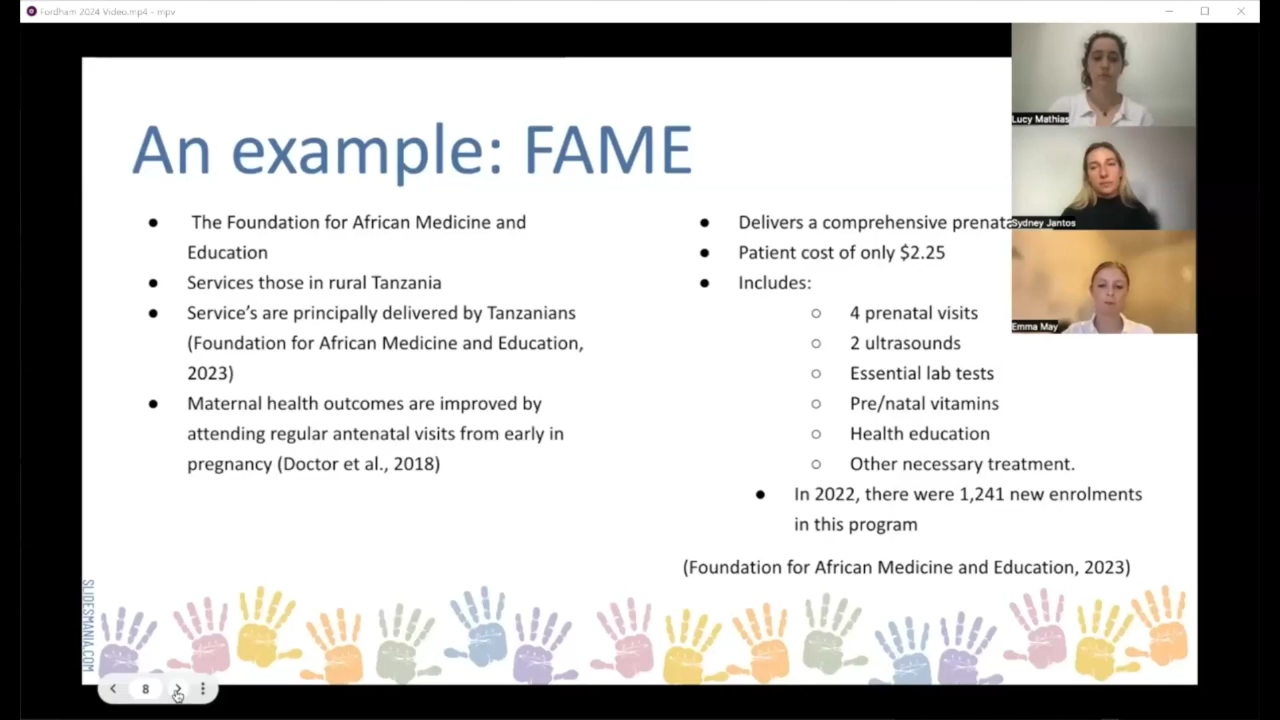 Fordham 2024 Video.mp4 - mpv
An example: FAME
● The Foundation for African Medicine and
Education
● Services those in rural Tanzania
● Service’s are principally delivered by Tanzanians
(Foundation for African Medicine and Education,
2023)
● Maternal health outcomes are improved by
attending regular antenatal visits from early in
pregnancy (Doctor et al., 2018)
● Delivers a comprehensive prenata
● Patient cost of only $2.25
● Includes:
○ 4 prenatal visits
○ 2 ultrasounds
○ Essential lab tests
○ Pre/natal vitamins
○ Health education
○ Other necessary treatment.
● In 2022, there were 1,241 new enrolments
in this program
(Foundation for African Medicine and Education, 2023)
Lucy Mathias
Sydney Jantos
Emma May
SLIDESMANIA.COM
8